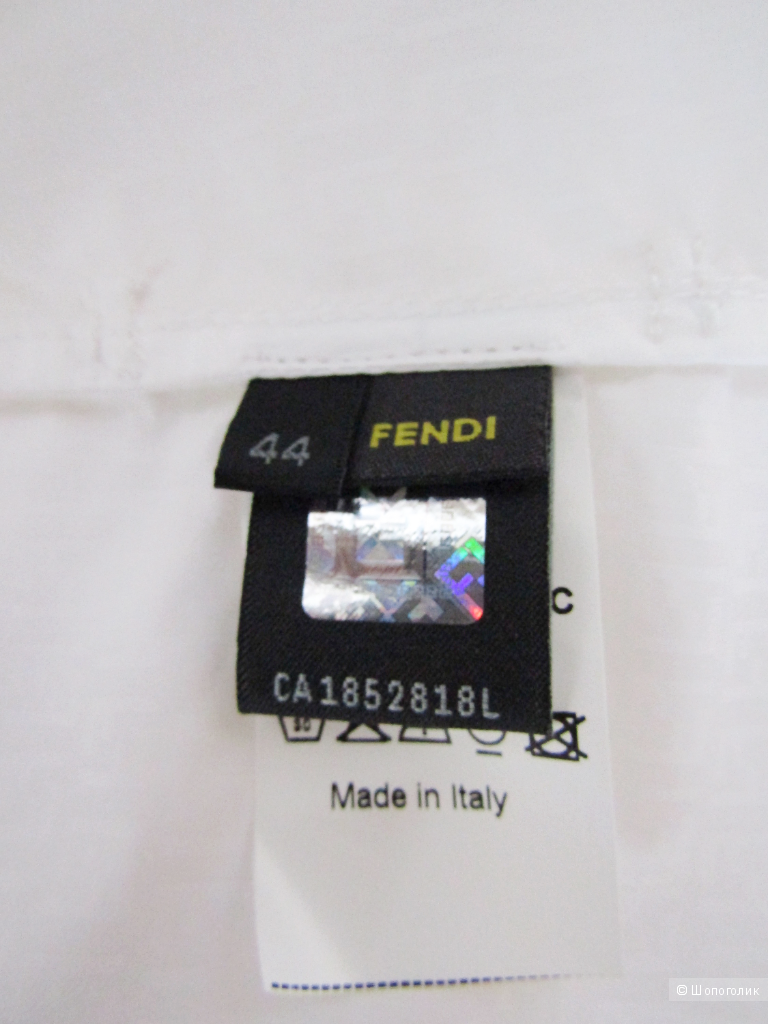 44 FENDI
C
CA1852818L
Made in Italy
© Шопоголик